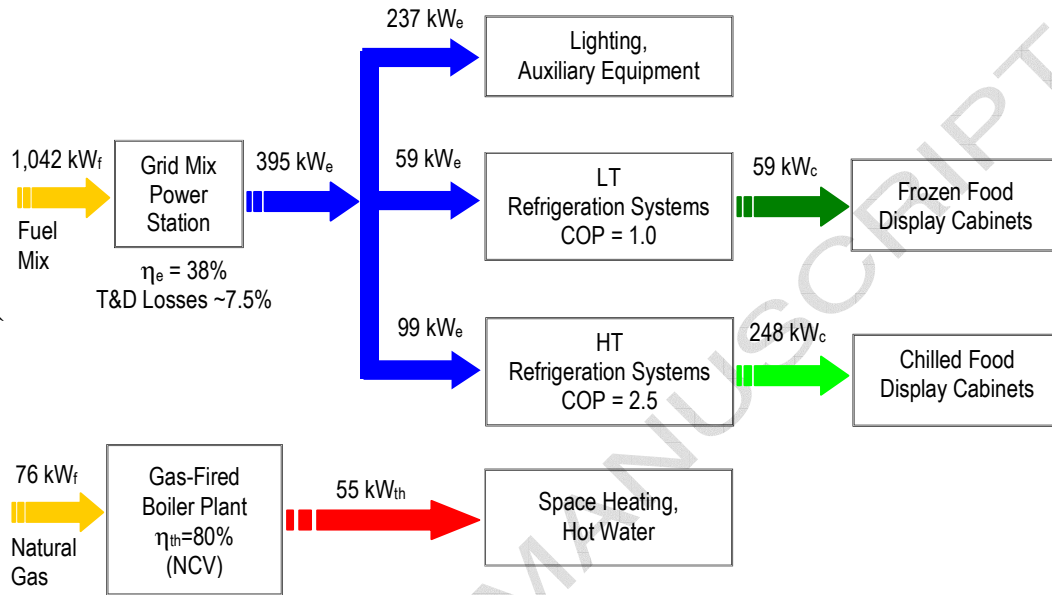 237 kWe
Lighting,
Auxiliary Equipment
1,042 kWf
Fuel
Mix
Grid Mix
Power
Station
ηe = 38%
T&D Losses ~7.5%
395 kWe
59 kWe
LT
Refrigeration Systems
COP = 1.0
59 kWc
Frozen Food
Display Cabinets
99 kWe
HT
Refrigeration Systems
COP = 2.5
248 kWc
Chilled Food
Display Cabinets
76 kWf
Natural
Gas
Gas-Fired
Boiler Plant
ηth=80%
(NCV)
55 kWth
Space Heating,
Hot Water
MANUSCRIPT